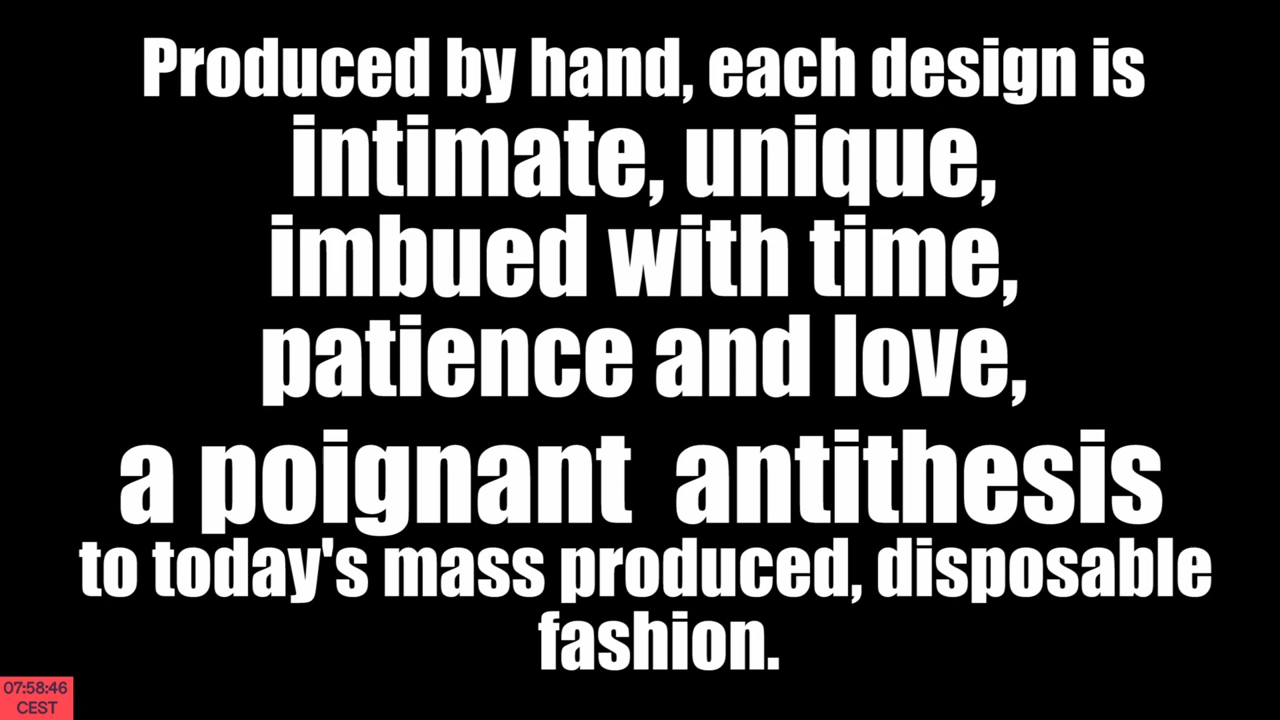 Produced by hand, each design is
intimate, unique,
imbued with time,
patience and love,
a poignant antithesis
to today's mass produced, disposable
fashion.
07:58:46
CEST